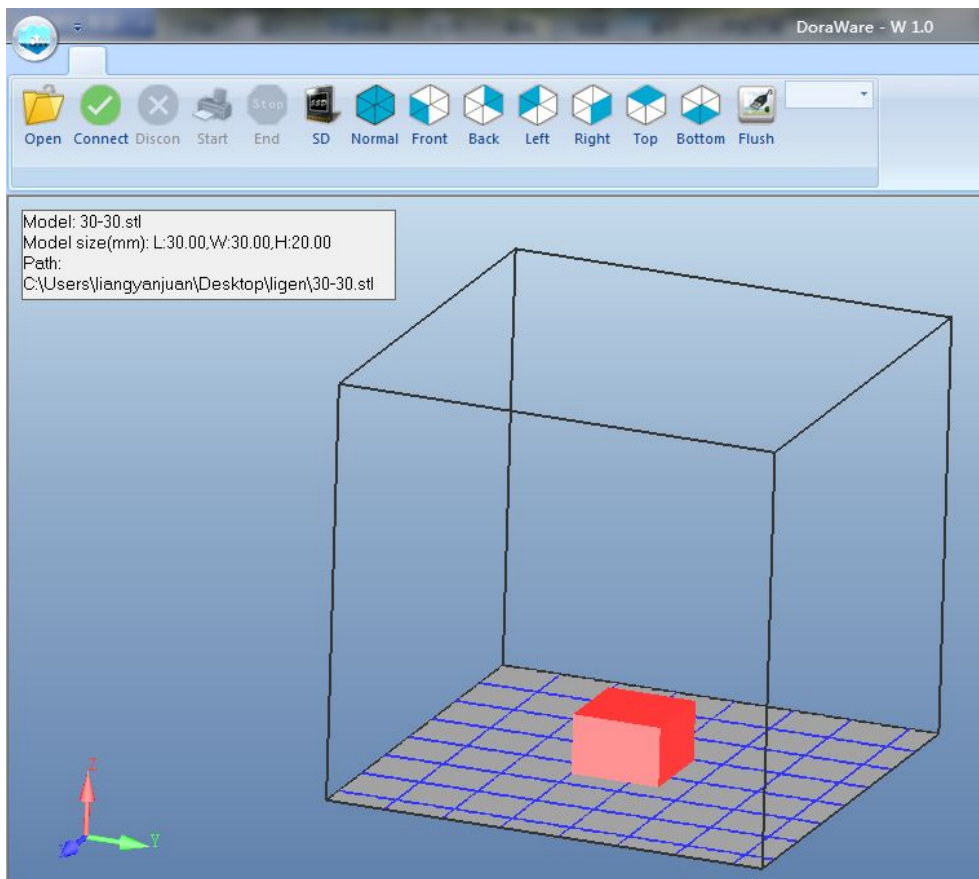 DoraWare - W 1.0
Open Connect Discon Start End SD Normal Front Back Left Right Top Bottom Flush
Stop
SSD
Model: 30-30.stl
Model size(mm): L:30.00,W:30.00,H:20.00
Path:
C:\Users\liangyanjuan\Desktop\ligen\30-30.stl
Z
Y